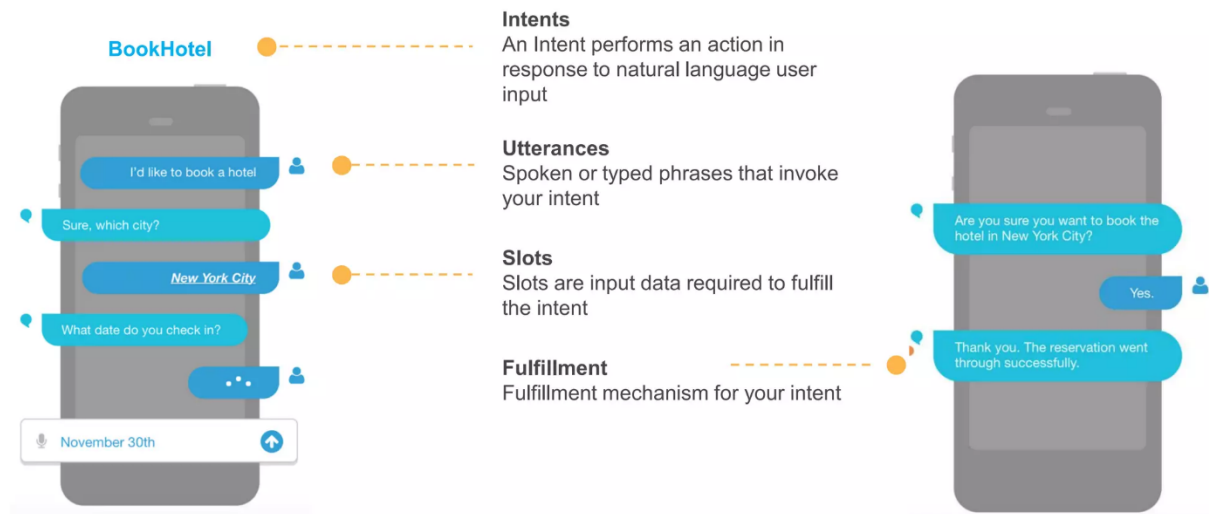 BookHotel
I'd like to book a hotel
Sure, which city?
New York City
What date do you check in?
November 30th
Intents
An Intent performs an action in
response to natural language user
input
Utterances
Spoken or typed phrases that invoke
your intent
Slots
Slots are input data required to fulfill
the intent
Fulfillment
Fulfillment mechanism for your intent
Are you sure you want to book the
hotel in New York City?
Yes.
Thank you. The reservation went
through successfully.